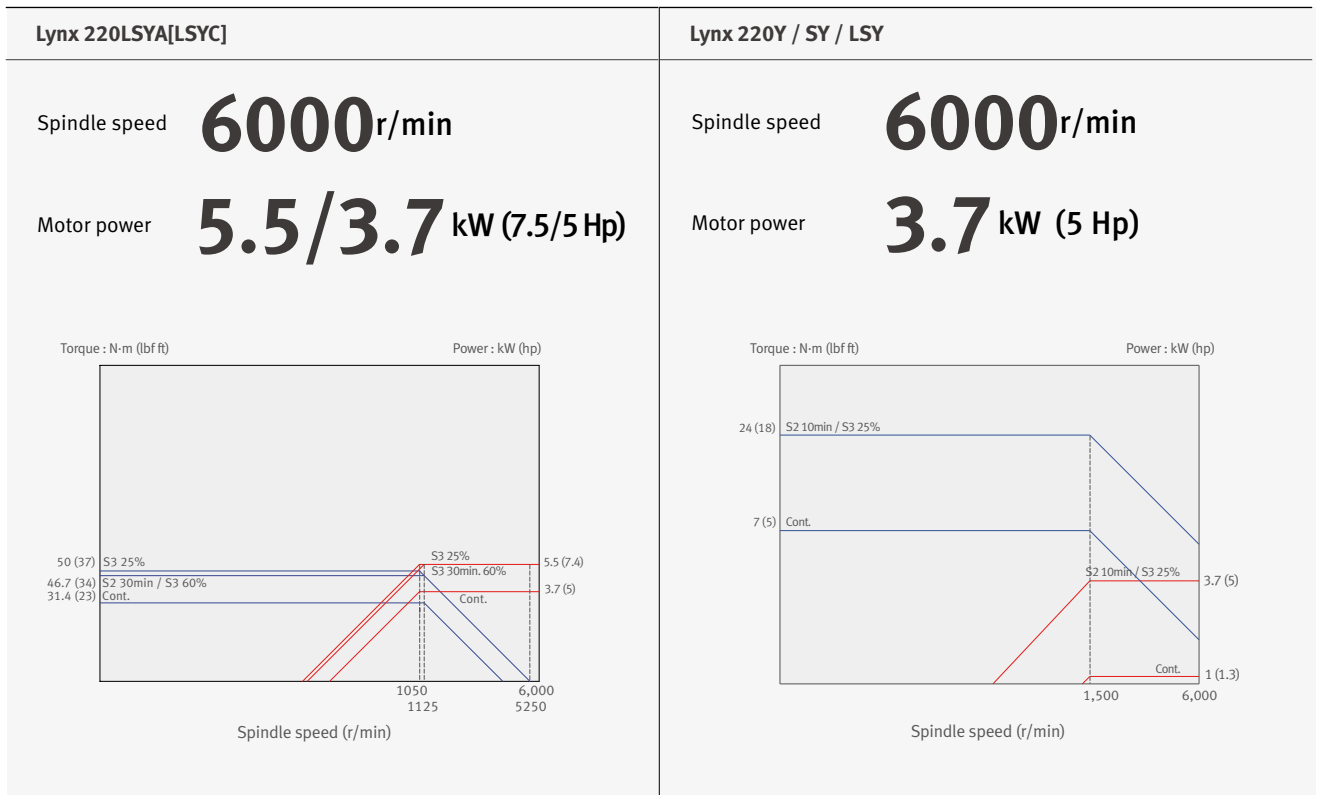 Lynx 220LSYA[LSYC]
Spindle speed 6000r/min
Motor power 5.5/3.7 kW (7.5/5 Hp)
Torque : N·m (lbf ft) Power : kW (hp)
50 (37) S3 25% S3 25% 5.5 (7.4)
46.7 (34) S2 30min / S3 60% S3 30min. 60%
31.4 (23) Cont. Cont. 3.7 (5)
1050 6,000
1125 5250
Spindle speed (r/min)
Lynx 220Y / SY / LSY
Spindle speed 6000r/min
Motor power 3.7 kW (5 Hp)
Torque : N·m (lbf ft) Power : kW (hp)
24 (18) S2 10min / S3 25%
7 (5) Cont.
S2 10min / S3 25% 3.7 (5)
Cont. 1 (1.3)
1,500 6,000
Spindle speed (r/min)